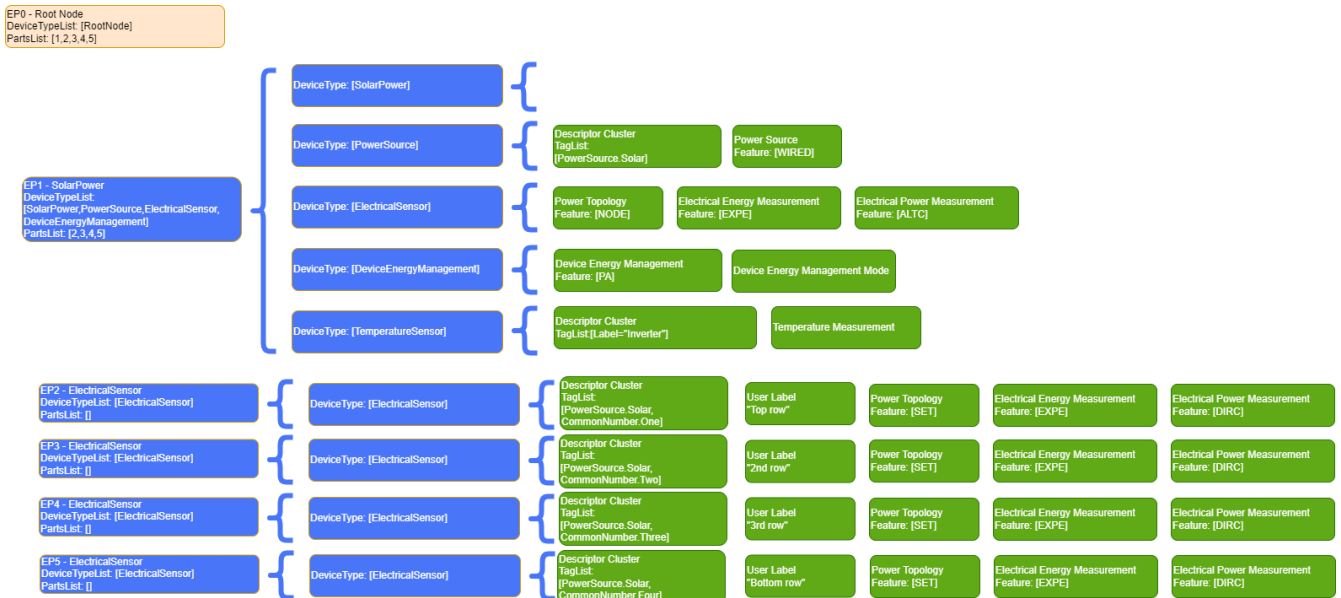 EP0 - Root Node
DeviceTypeList: [RootNode]
PartsList: [1,2,3,4,5]
EP1 - SolarPower
DeviceTypeList:
[SolarPower,PowerSource,ElectricalSensor,
DeviceEnergyManagement]
PartsList: [2,3,4,5]
DeviceType: [SolarPower]
DeviceType: [PowerSource]
Descriptor Cluster
TagList:
[PowerSource.Solar]
Power Source
Feature: [WIRED]
DeviceType: [ElectricalSensor]
Power Topology
Feature: [NODE]
Electrical Energy Measurement
Feature: [EXPE]
Electrical Power Measurement
Feature: [ALTC]
DeviceType: [DeviceEnergyManagement]
Device Energy Management
Feature: [PA]
Device Energy Management Mode
DeviceType: [TemperatureSensor]
Descriptor Cluster
TagList:[Label="Inverter"]
Temperature Measurement
EP2 - ElectricalSensor
DeviceTypeList: [ElectricalSensor]
PartsList: []
DeviceType: [ElectricalSensor]
Descriptor Cluster
TagList:
[PowerSource.Solar,
CommonNumber.One]
User Label
"Top row"
Power Topology
Feature: [SET]
Electrical Energy Measurement
Feature: [EXPE]
Electrical Power Measurement
Feature: [DIRC]
EP3 - ElectricalSensor
DeviceTypeList: [ElectricalSensor]
PartsList: []
DeviceType: [ElectricalSensor]
Descriptor Cluster
TagList:
[PowerSource.Solar,
CommonNumber.Two]
User Label
"2nd row"
Power Topology
Feature: [SET]
Electrical Energy Measurement
Feature: [EXPE]
Electrical Power Measurement
Feature: [DIRC]
EP4 - ElectricalSensor
DeviceTypeList: [ElectricalSensor]
PartsList: []
DeviceType: [ElectricalSensor]
Descriptor Cluster
TagList:
[PowerSource.Solar,
CommonNumber.Three]
User Label
"3rd row"
Power Topology
Feature: [SET]
Electrical Energy Measurement
Feature: [EXPE]
Electrical Power Measurement
Feature: [DIRC]
EP5 - ElectricalSensor
DeviceTypeList: [ElectricalSensor]
PartsList: []
DeviceType: [ElectricalSensor]
Descriptor Cluster
TagList:
[PowerSource.Solar,
CommonNumber.Four]
User Label
"Bottom row"
Power Topology
Feature: [SET]
Electrical Energy Measurement
Feature: [EXPE]
Electrical Power Measurement
Feature: [DIRC]